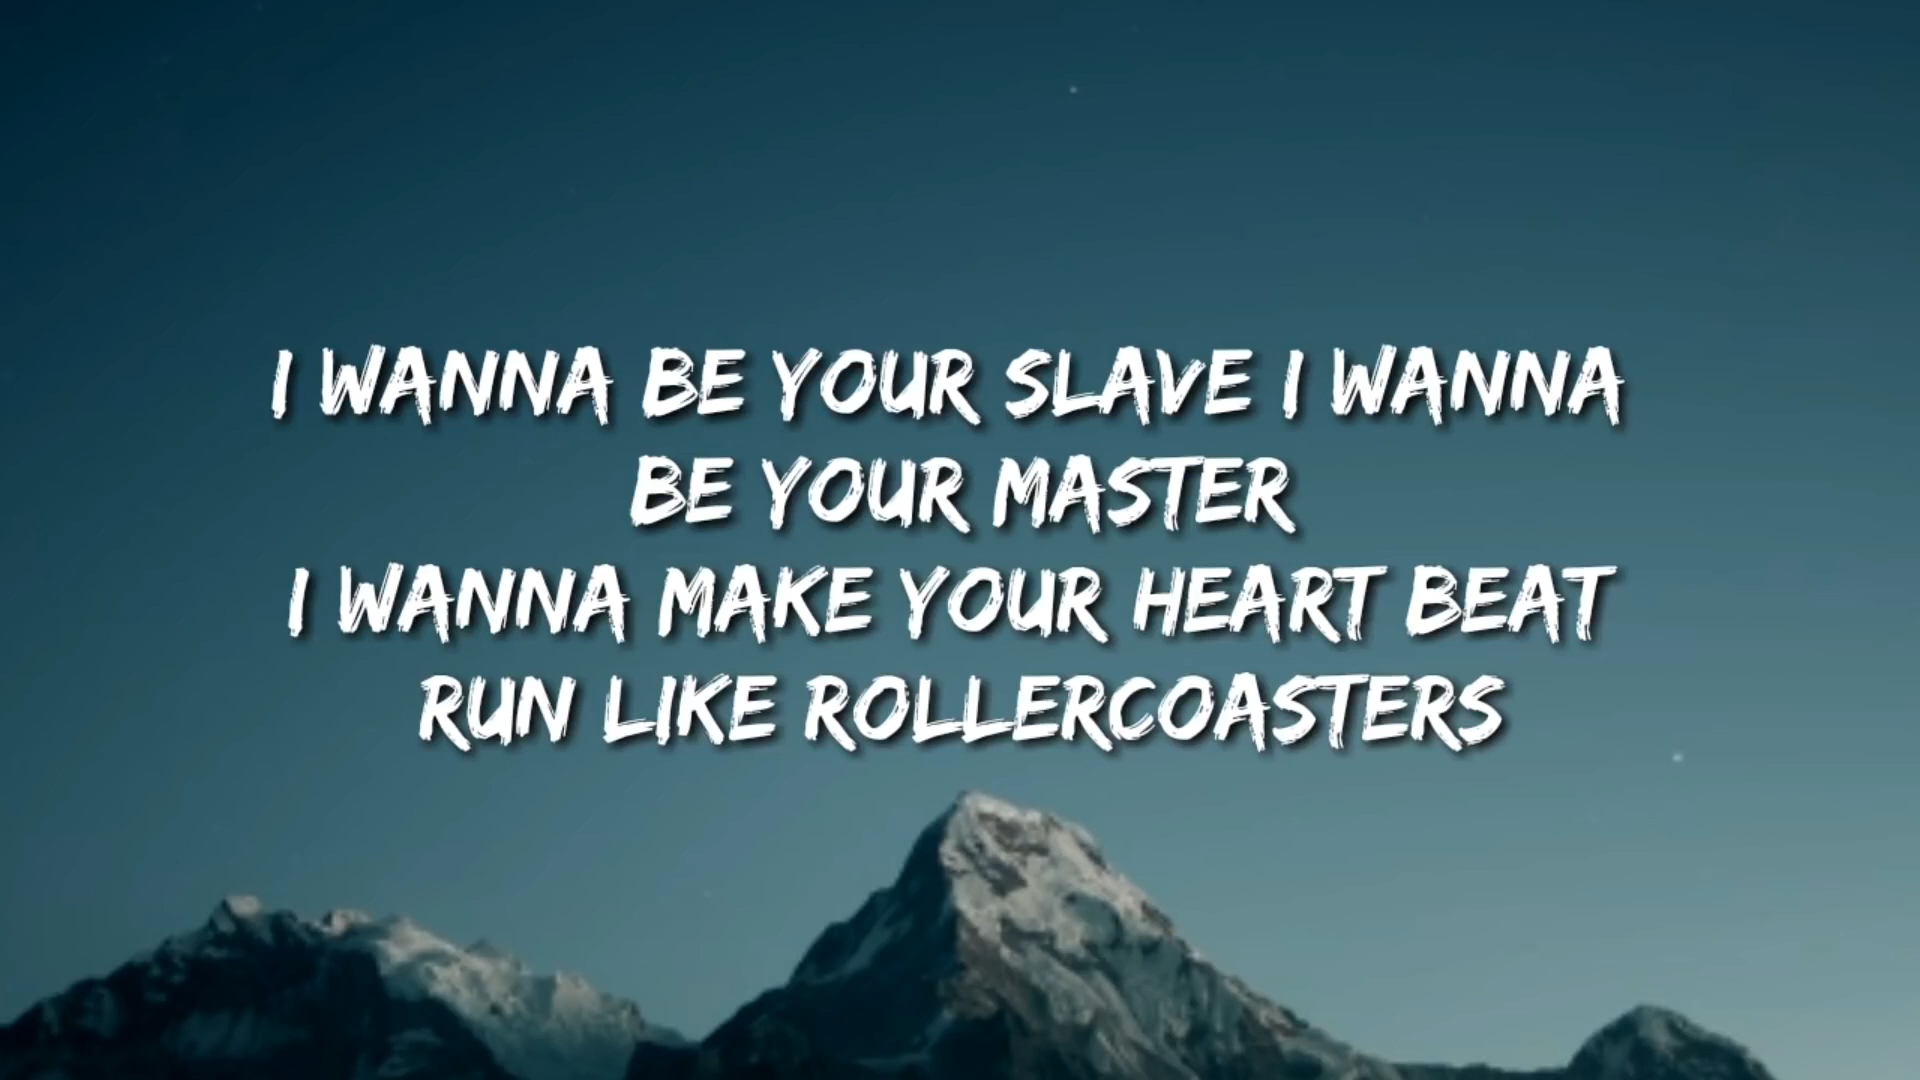 I WANNA BE YOUR SLAVE I WANNA
BE YOUR MASTER
I WANNA MAKE YOUR HEART BEAT
RUN LIKE ROLLERCOASTERS